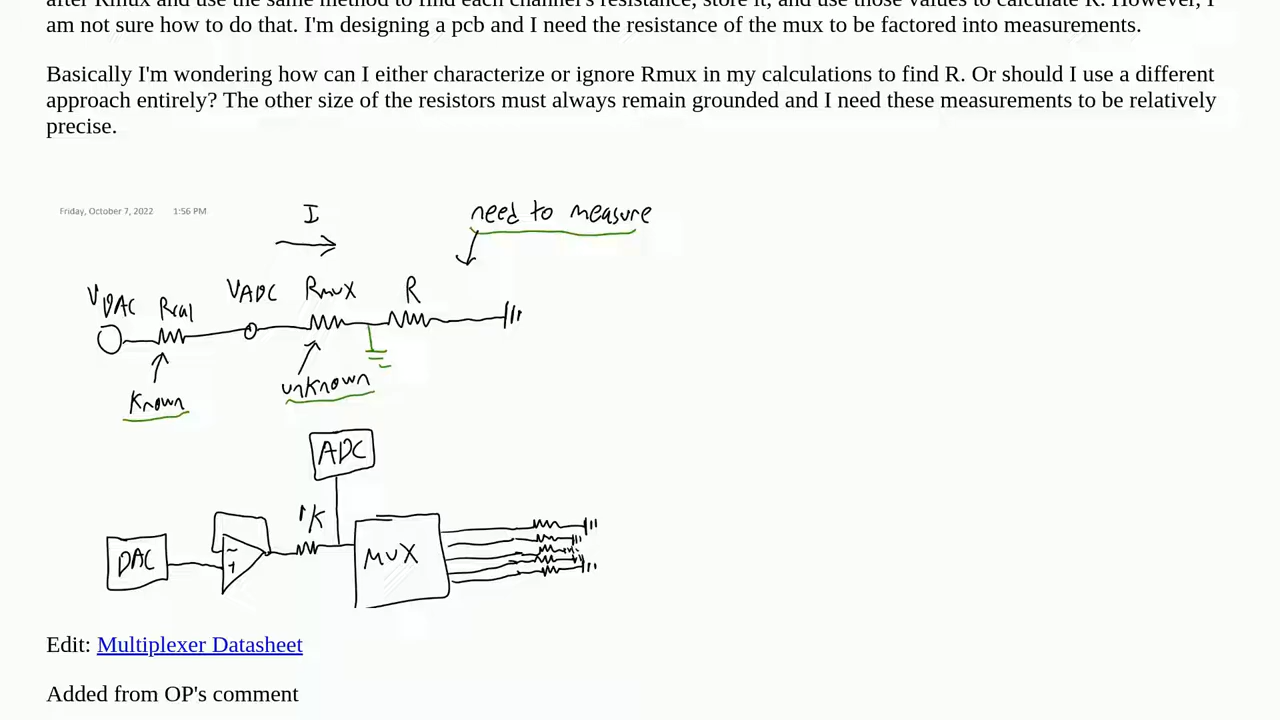 am not sure how to do that. I'm designing a pcb and I need the resistance of the mux to be factored into measurements.
Basically I'm wondering how can I either characterize or ignore Rmux in my calculations to find R. Or should I use a different
approach entirely? The other size of the resistors must always remain grounded and I need these measurements to be relatively
precise.
Friday, October 7, 2022 1:56 PM
I
need to measure
VDAC Rcal VADC Rmux R
unknown
Known
ADC
1K
DAC
-
+
MUX
Edit: Multiplexer Datasheet
Added from OP's comment